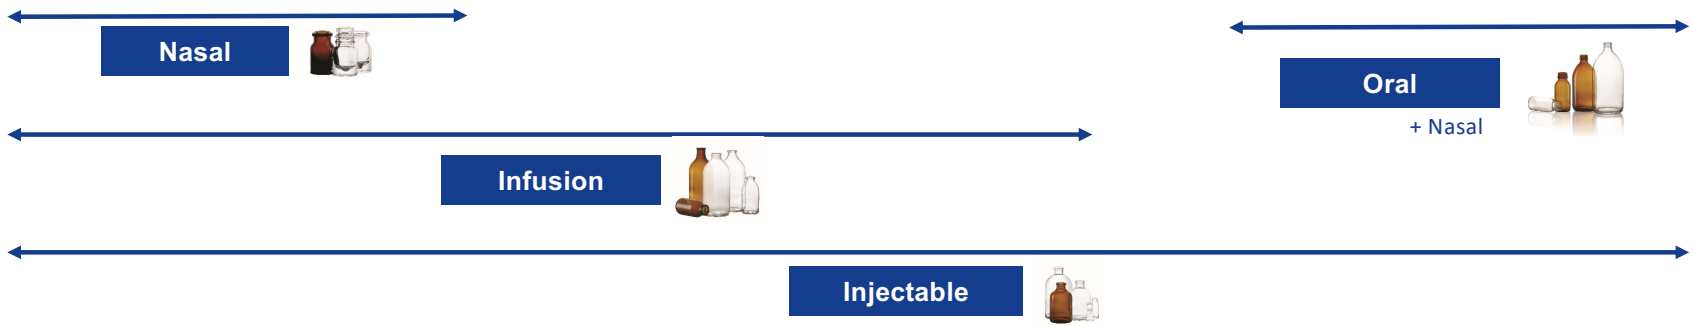 Nasal
Oral
+ Nasal
Infusion
Injectable